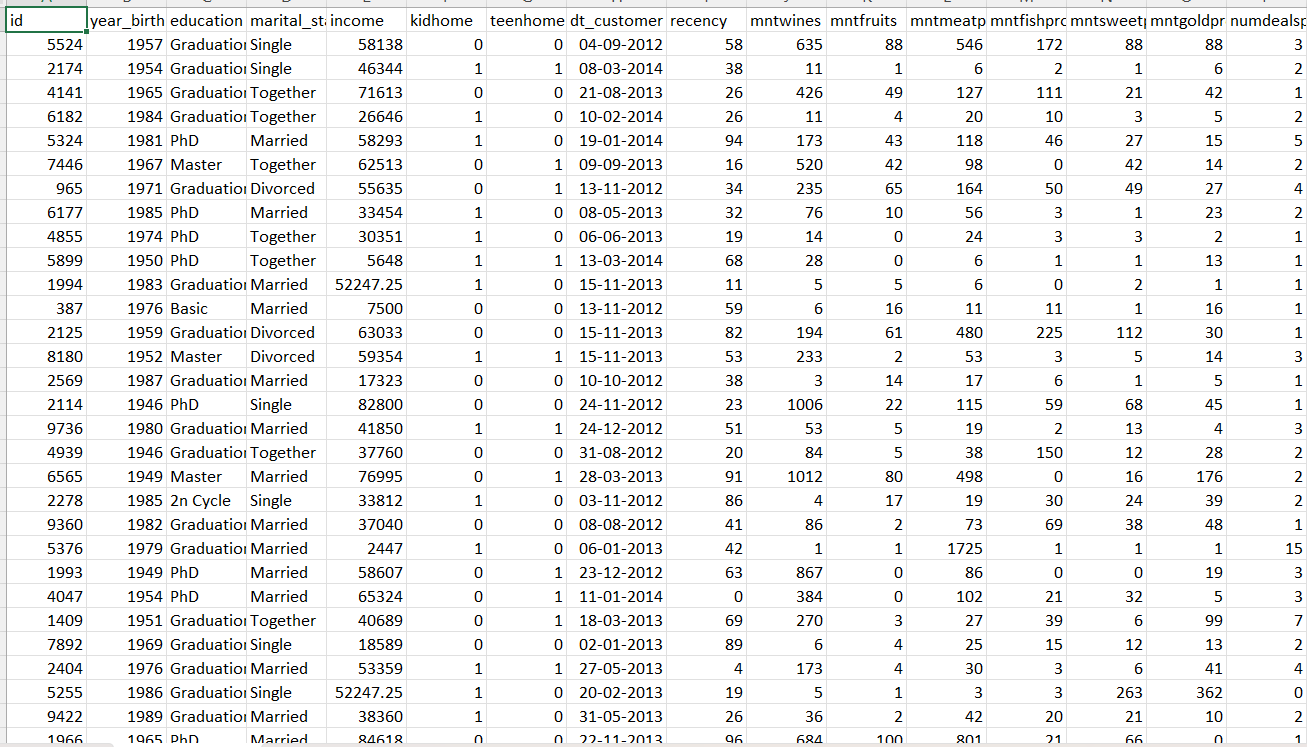 id year_birth education marital_st income kidhome teenhome dt_customer recency mntwines mntfruits mntmeatp mntfishpro mntsweetp mntgoldpr numdealsp
5524 1957 Graduation Single 58138 0 0 04-09-2012 58 635 88 546 172 88 88 3
2174 1954 Graduation Single 46344 1 1 08-03-2014 38 11 1 6 2 1 6 2
4141 1965 Graduation Together 71613 0 0 21-08-2013 26 426 49 127 111 21 42 1
6182 1984 Graduation Together 26646 1 0 10-02-2014 26 11 4 20 10 3 5 2
5324 1981 PhD Married 58293 1 0 19-01-2014 94 173 43 118 46 27 15 5
7446 1967 Master Together 62513 0 1 09-09-2013 16 520 42 98 0 42 14 2
965 1971 Graduation Divorced 55635 0 1 13-11-2012 34 235 65 164 50 49 27 4
6177 1985 PhD Married 33454 1 0 08-05-2013 32 76 10 56 3 1 23 2
4855 1974 PhD Together 30351 1 0 06-06-2013 19 14 0 24 3 3 2 1
5899 1950 PhD Together 5648 1 1 13-03-2014 68 28 0 6 1 1 13 1
1994 1983 Graduation Married 52247.25 1 0 15-11-2013 11 5 5 6 0 2 1 1
387 1976 Basic 7500 0 0 13-11-2012 59 6 16 11 11 1 16 1
2125 1959 Graduation Divorced 63033 0 0 15-11-2013 82 194 61 480 225 112 30 1
8180 1952 Master Divorced 59354 1 1 15-11-2013 53 233 2 53 3 5 14 3
2569 1987 Graduation Married 17323 0 0 10-10-2012 38 3 14 17 6 1 5 1
2114 1946 PhD Single 82800 0 0 24-11-2012 23 1006 22 115 59 68 45 1
9736 1980 Graduation Married 41850 1 1 24-12-2012 51 53 5 19 2 13 4 3
4939 1946 Graduation Together 37760 0 0 31-08-2012 20 84 5 38 150 12 28 2
6565 1949 Master Married 76995 0 1 28-03-2013 91 1012 80 498 0 16 176 2
2278 1985 2n Cycle Single 33812 1 0 03-11-2012 86 4 17 19 30 24 39 2
9360 1982 Graduation Married 37040 0 0 08-08-2012 41 86 2 73 69 38 48 1
5376 1979 Graduation Married 2447 1 0 06-01-2013 42 1 1 1725 1 1 1 15
1993 1949 PhD Married 58607 0 1 23-12-2012 63 867 0 86 0 0 19 3
4047 1954 PhD Married 65324 0 1 11-01-2014 0 384 0 102 21 32 5 3
1409 1951 Graduation Together 40689 0 1 18-03-2013 69 270 3 27 39 6 99 7
7892 1969 Graduation Single 18589 0 0 02-01-2013 89 6 4 25 15 12 13 2
2404 1976 Graduation Married 53359 1 1 27-05-2013 4 173 4 30 3 6 41 4
5255 1986 Graduation Single 52247.25 1 0 20-02-2013 19 5 1 3 3 263 362 0
9422 1989 Graduation Married 38360 1 0 31-05-2013 26 36 2 42 20 21 10 2
1966 1965 PhD Married 84618 0 0 22-11-2013 96 684 100 801 21 66 0 1